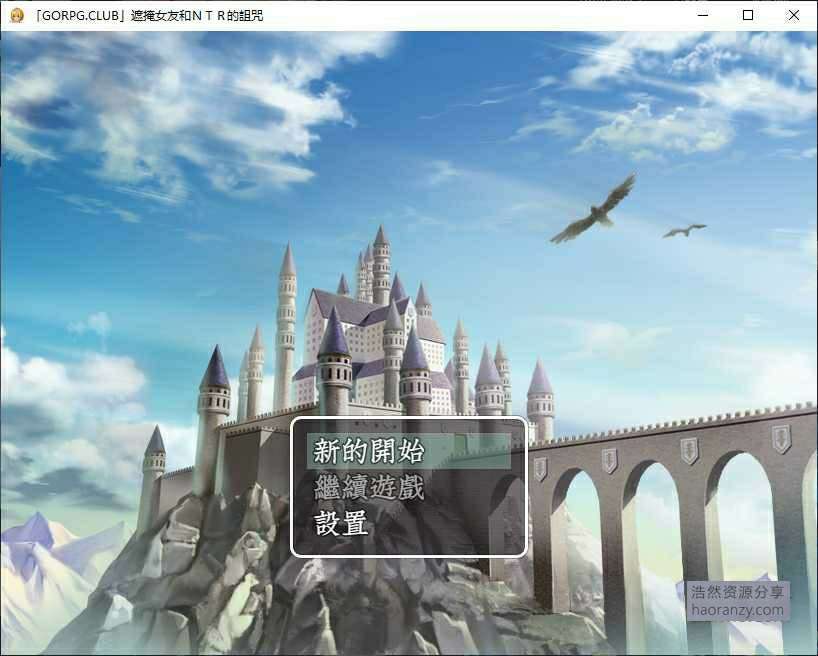 「GORPG.CLUB」遮掩女友和ＮＴＲ的詛咒
新的開始
繼續遊戲
設置
浩然资源分享
haoranzy.com